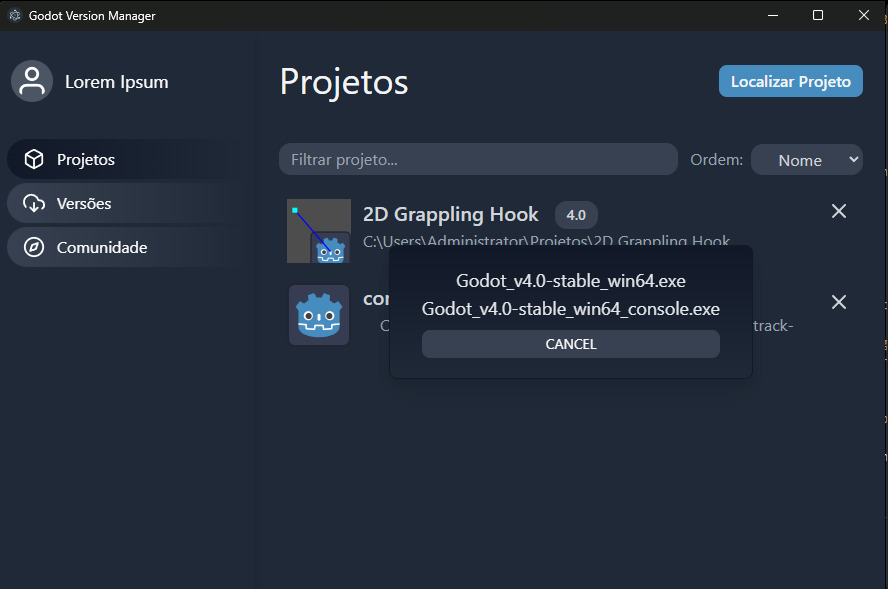 Godot Version Manager
Lorem Ipsum
Projetos
Versões
Comunidade
Projetos
Localizar Projeto
Filtrar projeto...
Ordem:
Nome
2D Grappling Hook
4.0
C:\Users\Administrator\Projetos\2D Grappling Hook
Godot_v4.0-stable_win64.exe
Godot_v4.0-stable_win64_console.exe
CANCEL
track-